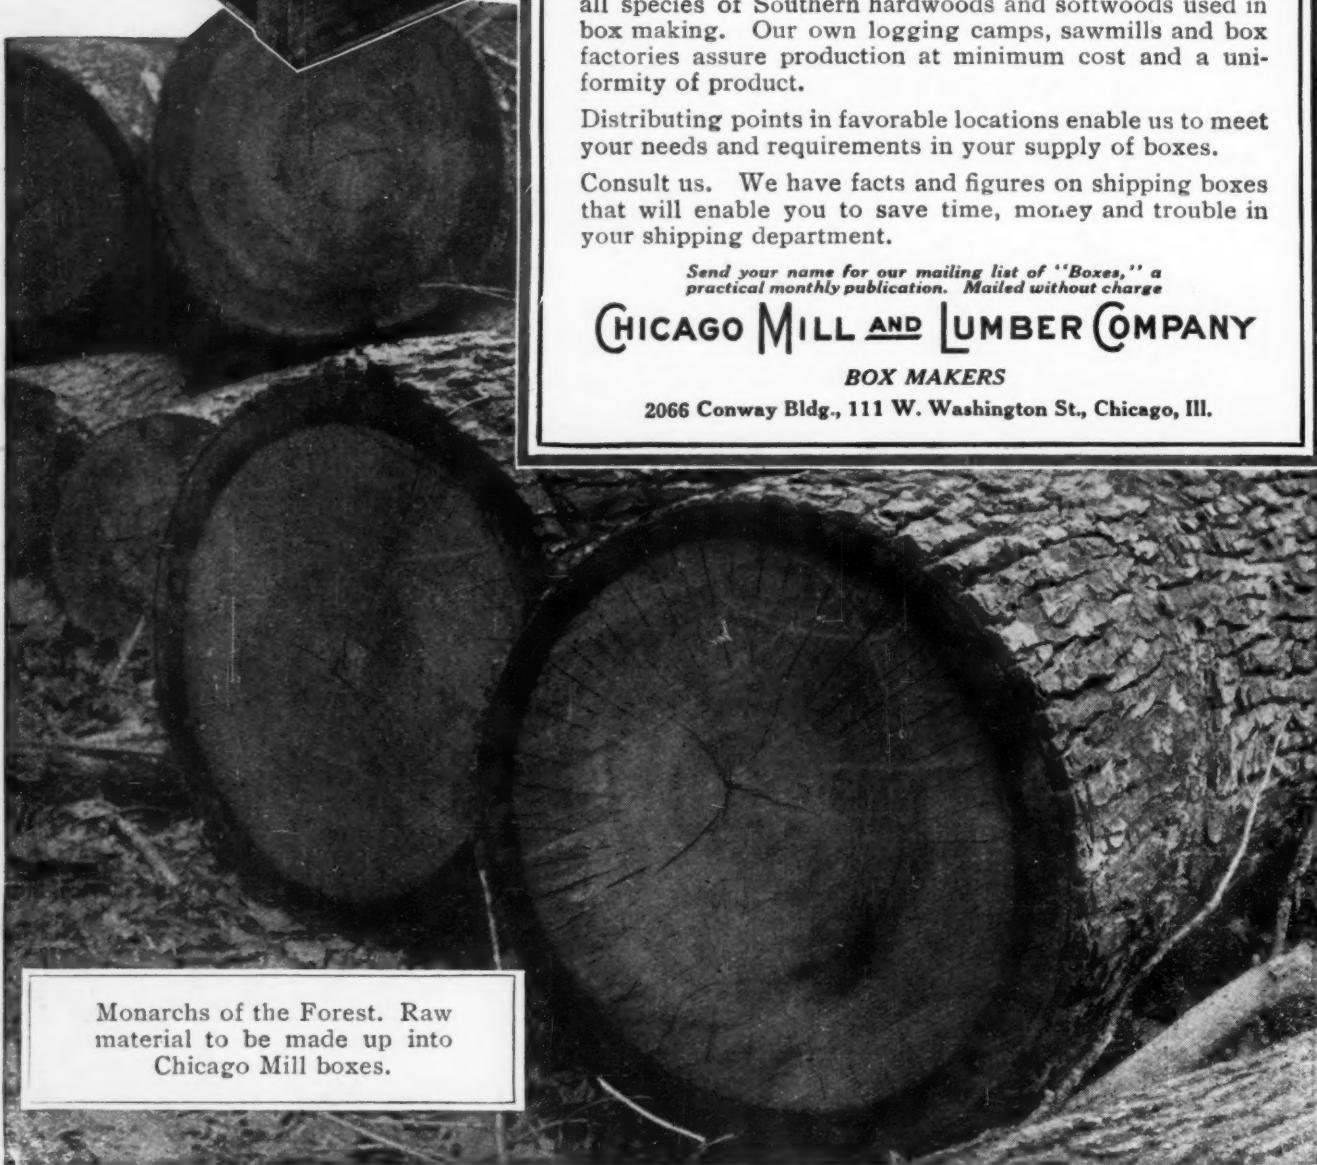 all species of Southern hardwoods and softwoods used in
box making. Our own logging camps, sawmills and box
factories assure production at minimum cost and a uni-
formity of product.
Distributing points in favorable locations enable us to meet
your needs and requirements in your supply of boxes.
Consult us. We have facts and figures on shipping boxes
that will enable you to save time, money and trouble in
your shipping department.
Send your name for our mailing list of "Boxes," a
practical monthly publication. Mailed without charge
CHICAGO MILL AND LUMBER COMPANY
BOX MAKERS
2066 Conway Bldg., 111 W. Washington St., Chicago, Ill.
Monarchs of the Forest. Raw
material to be made up into
Chicago Mill boxes.